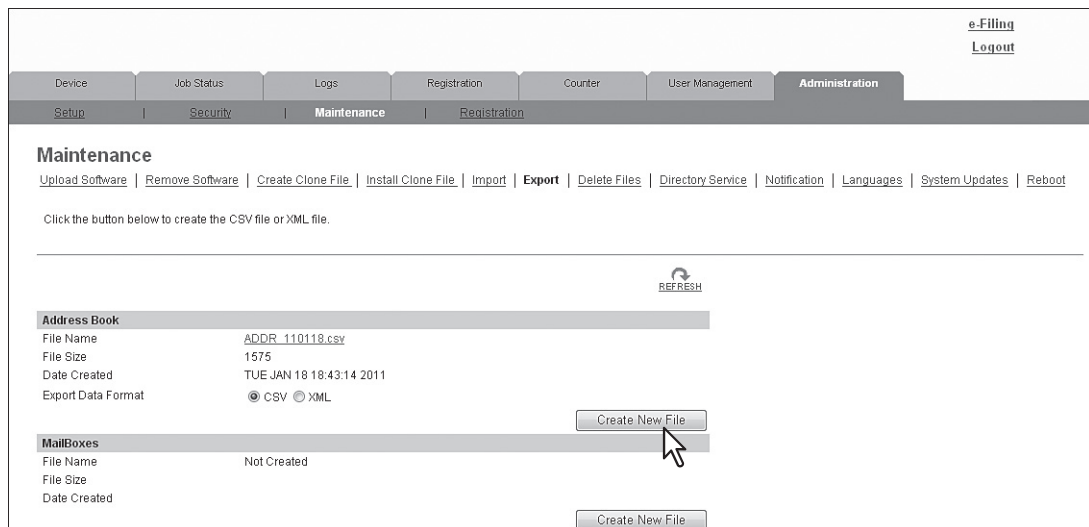 e-Filing
Logout
Device Job Status Logs Registration Counter User Management Administration
Setup | Security | Maintenance | Registration
Maintenance
Upload Software | Remove Software | Create Clone File | Install Clone File | Import | Export | Delete Files | Directory Service | Notification | Languages | System Updates | Reboot
Click the button below to create the CSV file or XML file.
REFRESH
Address Book
File Name ADDR_110118.csv
File Size 1575
Date Created TUE JAN 18 18:43:14 2011
Export Data Format CSV XML
Create New File
MailBoxes
File Name Not Created
File Size
Date Created
Create New File